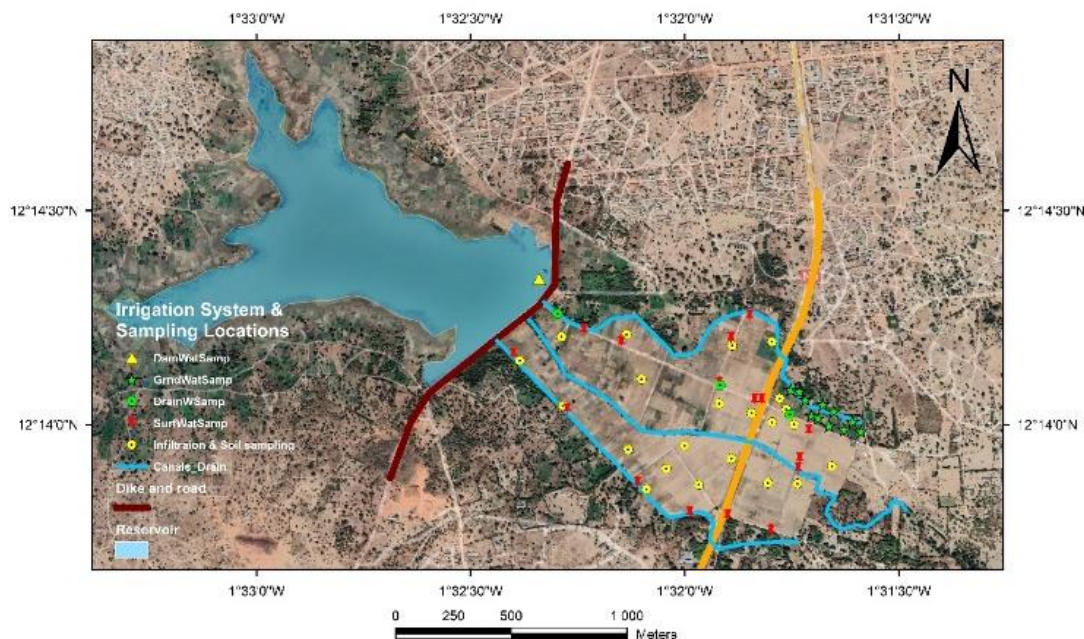 1°33'0"W 1°32'30"W 1°32'0"W 1°31'30"W
N
12°14'30"N 12°14'30"N
Irrigation System &
Sampling Locations
DamWatSamp
GrndWatSamp
DrainWSamp
SurfWatSamp
Infiltraion & Soil sampling
12°14'0"N 12°14'0"N
Canals_Drain
Dike and road
Reservoir
1°33'0"W 1°32'30"W 1°32'0"W 1°31'30"W
0 250 500 1 000
Meters